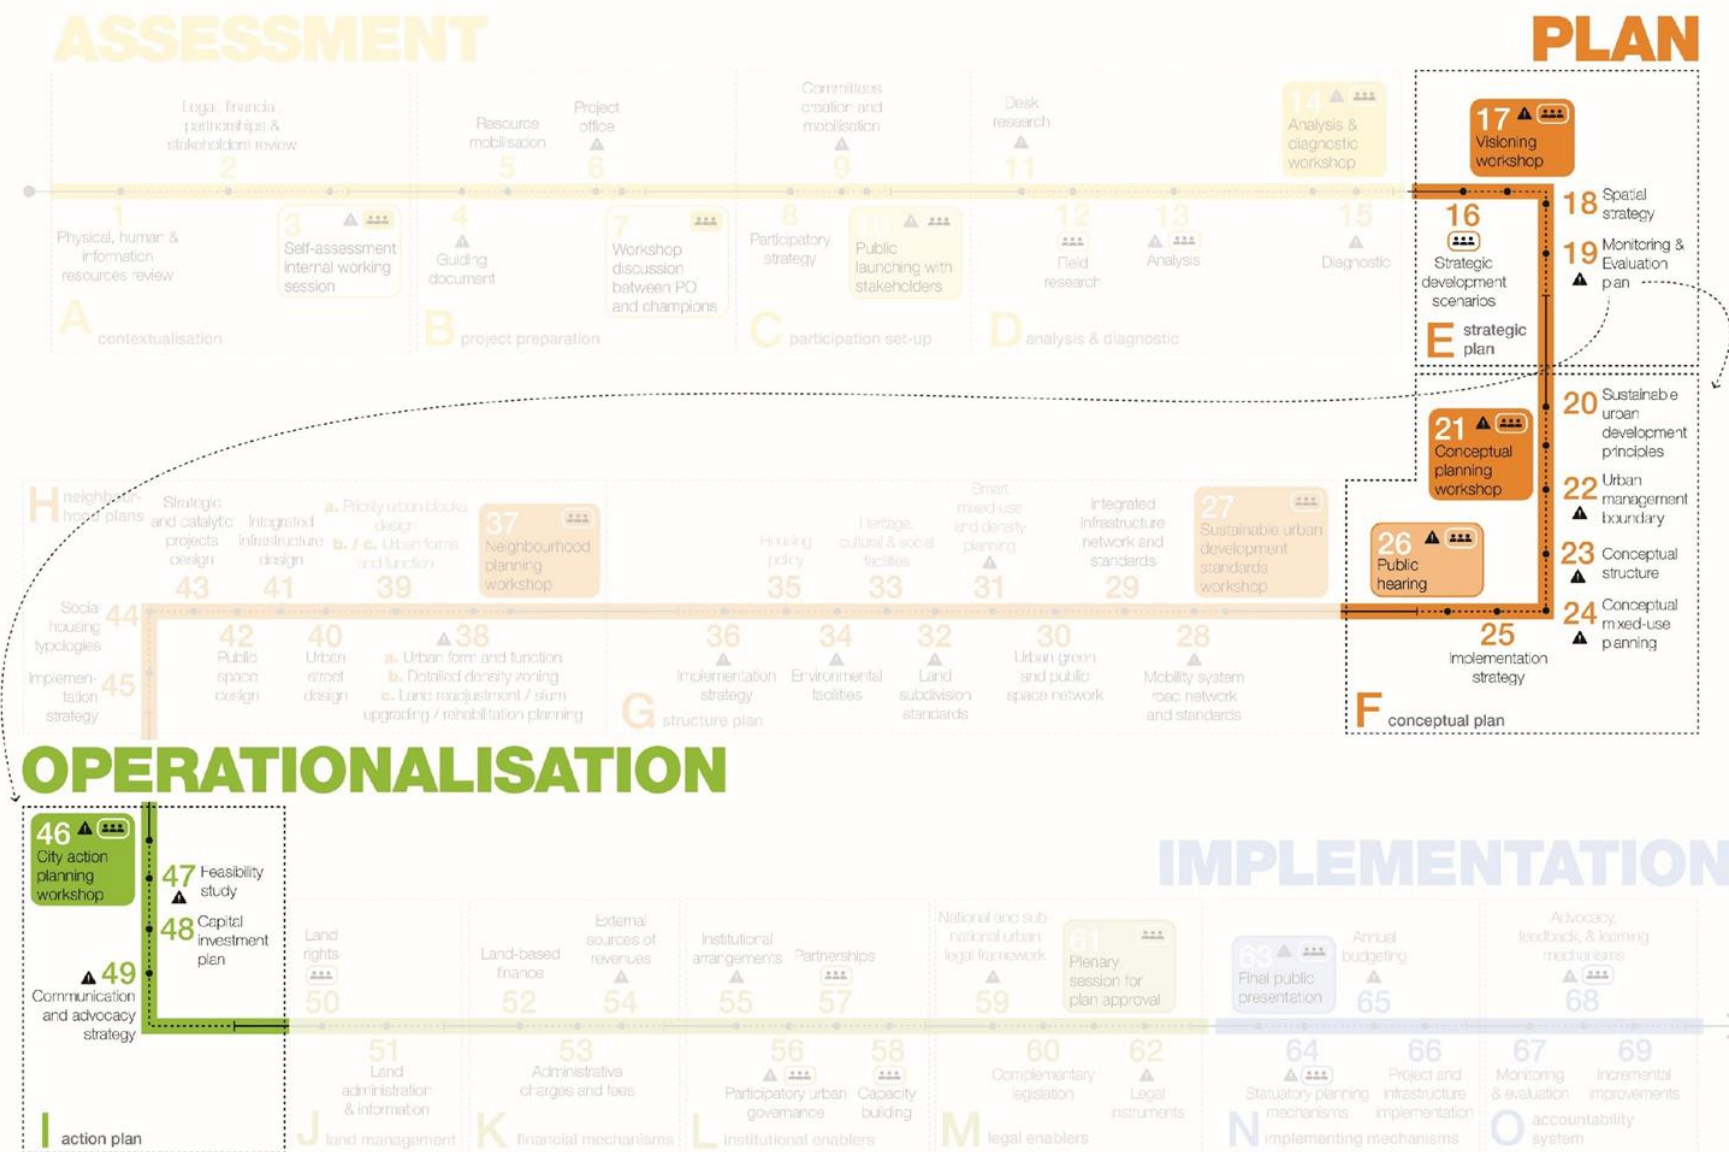 ASSESSMENT
PLAN
Legal, financial,
partnerships &
stakeholders review
2
Resource
mobilisation
5
Project
office
6
Committees
creation and
mobilisation
9
Desk
research
11
14
Analysis &
diagnostic
workshop
17
Visioning
workshop
1
Physical, human &
information
resources review
3
Self-assessment
internal working
session
4
Guiding
document
7
Workshop
discussion
between PO
and champions
8
Participatory
strategy
10
Public
launching with
stakeholders
12
Field
research
13
Analysis
15
Diagnostic
16
Strategic
development
scenarios
18 Spatial
strategy
19 Monitoring &
Evaluation
plan
A contextualisation
B project preparation
C participation set-up
D analysis & diagnostic
E strategic
plan
20 Sustainable
urban
development
principles
21
Conceptual
planning
workshop
22 Urban
management
boundary
23 Conceptual
structure
24 Conceptual
mixed-use
planning
25
Implementation
strategy
26
Public
hearing
F conceptual plan
H neighbour-
hood plans
Strategic
and catalytic
projects
design
43
Integrated
infrastructure
design
41
a. Priority urban blocks
design
b. / c. Urban forms
and function
39
37
Neighbourhood
planning
workshop
Housing
policy
35
Heritage,
cultural & social
facilities
33
Smart
mixed-use
and density
planning
31
Integrated
infrastructure
network and
standards
29
27
Sustainable urban
development
standards
workshop
Social
housing
typologies
44
Implemen-
tation
strategy
45
42
Public
space
design
40
Urban
street
design
38
a. Urban form and function
b. Detailed density zoning
c. Land readjustment / slum
upgrading / rehabilitation planning
36
Implementation
strategy
34
Environmental
facilities
32
Land
subdivision
standards
30
Urban green
and public
space network
28
Mobility system
road network
and standards
G structure plan
OPERATIONALISATION
46
City action
planning
workshop
47 Feasibility
study
48 Capital
investment
plan
49
Communication
and advocacy
strategy
I action plan
IMPLEMENTATION
Land
rights
50
Land-based
finance
52
External
sources of
revenues
54
Institutional
arrangements
55
Partnerships
57
National and sub
national urban
legal framework
59
61
Plenary
session for
plan approval
63
Final public
presentation
Annual
budgeting
65
Advocacy,
feedback, & learning
mechanisms
68
51
Land
administration
& information
53
Administrative
charges and fees
56
Participatory urban
governance
58
Capacity
building
60
Complementary
legislation
62
Legal
instruments
64
Statuatory planning
mechanisms
66
Project and
infrastructure
implementation
67
Monitoring
& evaluation
69
Incremental
improvements
J land management
K financial mechanisms
L institutional enablers
M legal enablers
N implementing mechanisms
O accountability
system